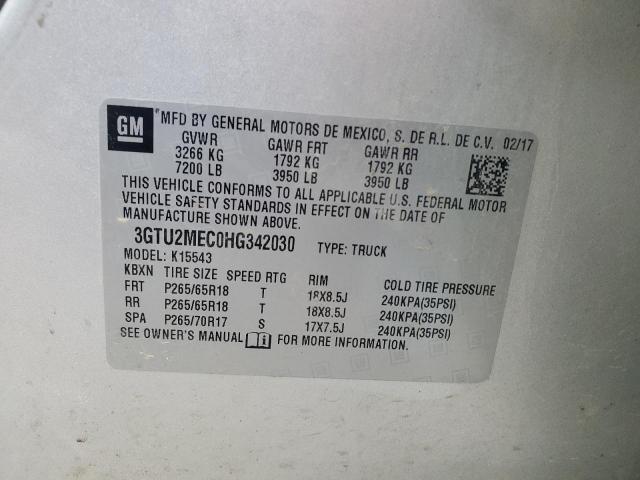 GM
MFD BY GENERAL MOTORS DE MEXICO, S. DE R.L. DE C.V. 02/17
GVWR GAWR FRT GAWR RR
3266 KG 1792 KG 1792 KG
7200 LB 3950 LB 3950 LB
THIS VEHICLE CONFORMS TO ALL APPLICABLE U.S. FEDERAL MOTOR
VEHICLE SAFETY STANDARDS IN EFFECT ON THE DATE OF
MANUFACTURE SHOWN ABOVE.
3GTU2MEC0HG342030 TYPE: TRUCK
MODEL: K15543
KBXN TIRE SIZE SPEED RTG RIM COLD TIRE PRESSURE
FRT P265/65R18 T 18X8.5J 240KPA(35PSI)
RR P265/65R18 T 18X8.5J 240KPA(35PSI)
SPA P265/70R17 S 17X7.5J 240KPA(35PSI)
SEE OWNER'S MANUAL FOR MORE INFORMATION.